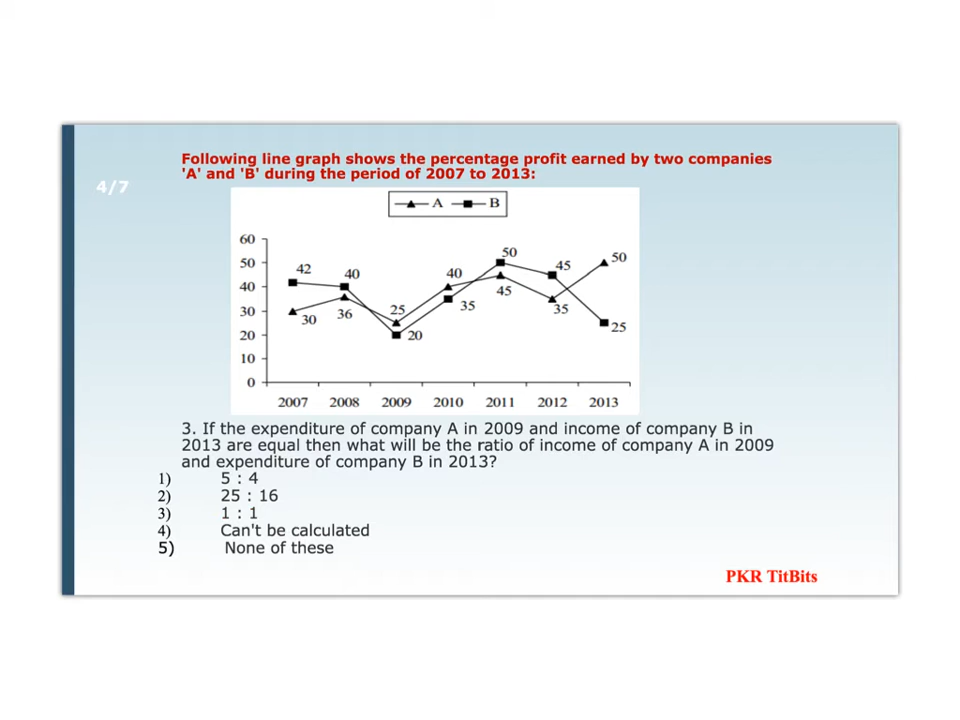 Following line graph shows the percentage profit earned by two companies
'A' and 'B' during the period of 2007 to 2013:
4/7
A B
60
50
40
30
20
10
0
42 40 25 40 50 45 50
30 36 20 35 45 35 25
2007 2008 2009 2010 2011 2012 2013
3. If the expenditure of company A in 2009 and income of company B in
2013 are equal then what will be the ratio of income of company A in 2009
and expenditure of company B in 2013?
1) 5 : 4
2) 25 : 16
3) 1 : 1
4) Can't be calculated
5) None of these
PKR TitBits